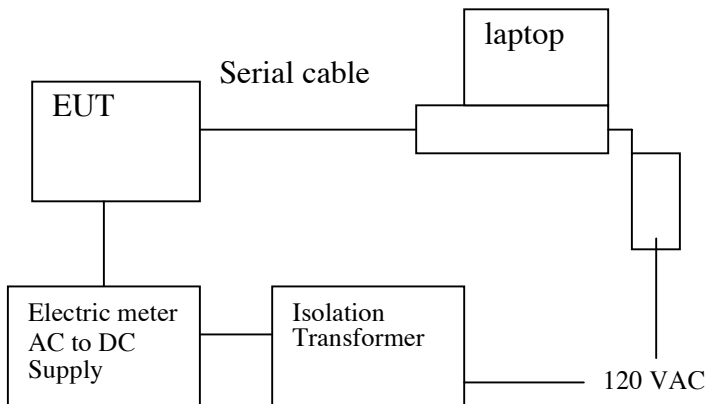 laptop
Serial cable
EUT
Electric meter
AC to DC
Supply
Isolation
Transformer
120 VAC